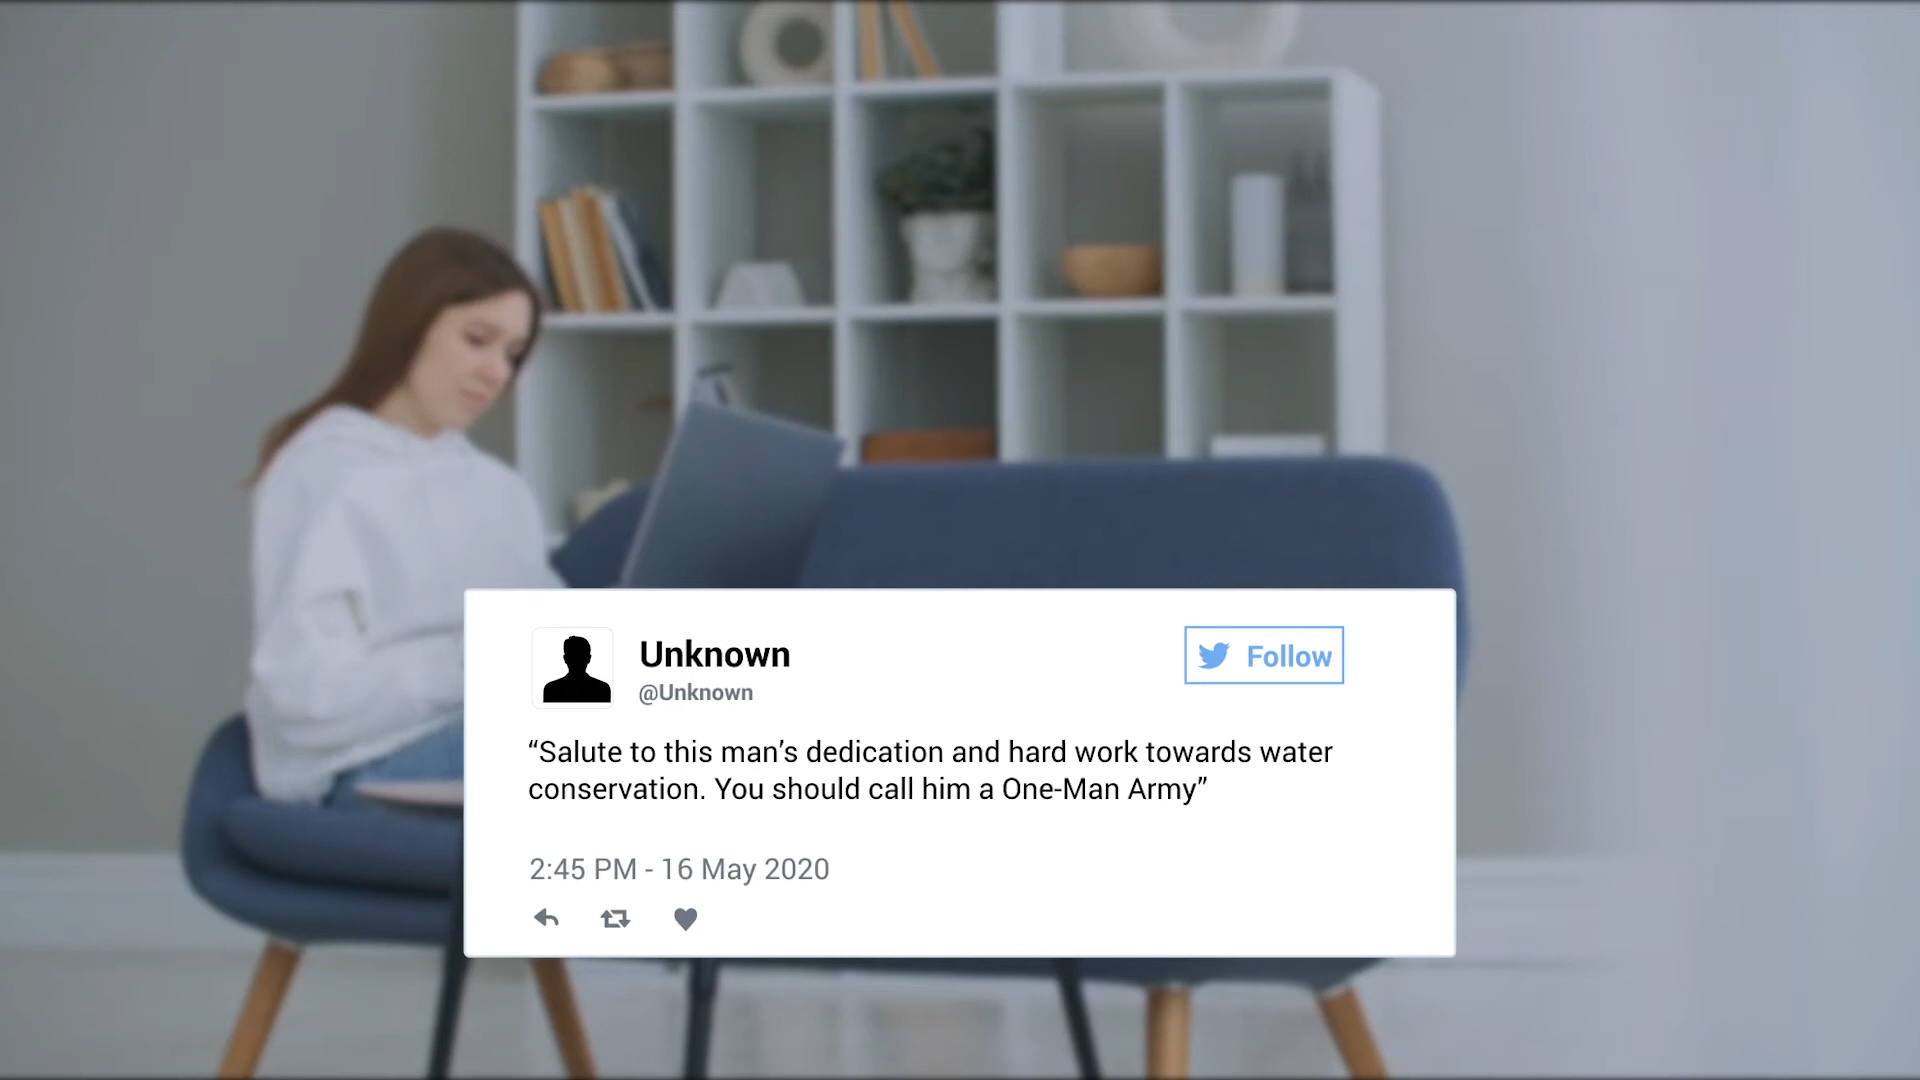 Unknown
@Unknown
Follow
“Salute to this man’s dedication and hard work towards water
conservation. You should call him a One-Man Army”
2:45 PM - 16 May 2020